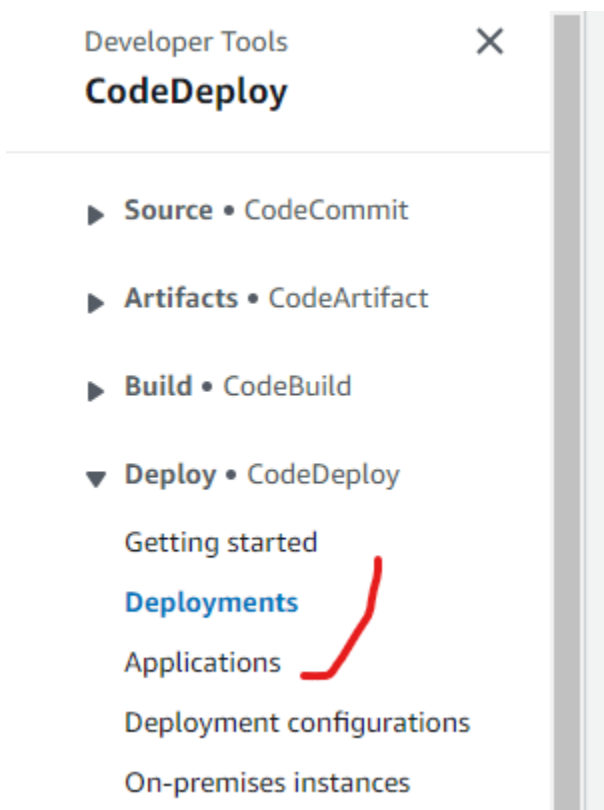 Developer Tools
CodeDeploy
Source • CodeCommit
Artifacts • CodeArtifact
Build • CodeBuild
Deploy • CodeDeploy
Getting started
Deployments
Applications
Deployment configurations
On-premises instances